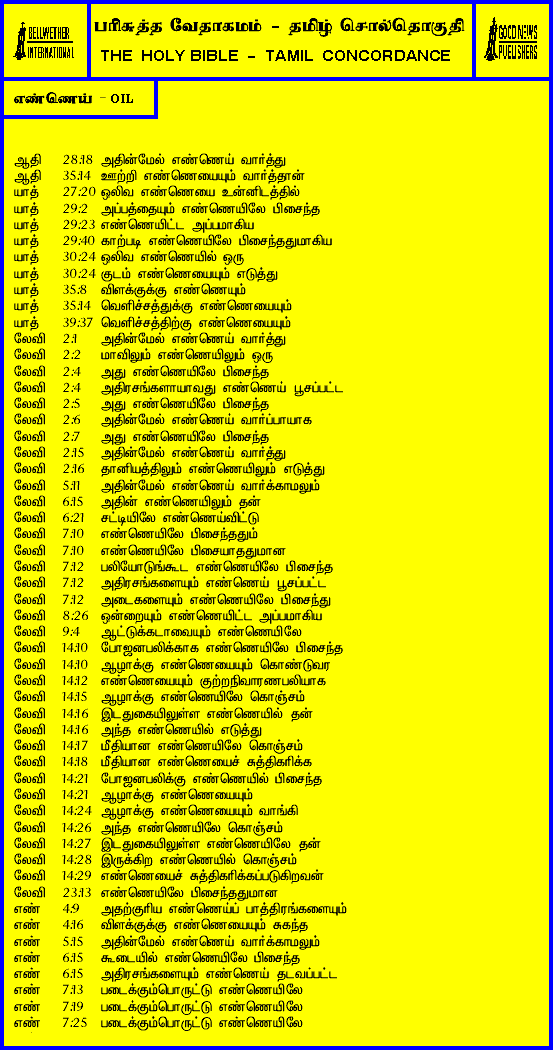 BELLWETHER INTERNATIONAL
பரிசுத்த வேதாகமம் - தமிழ் சொல்தொகுதி
THE HOLY BIBLE - TAMIL CONCORDANCE
GOOD NEWS PUBLISHERS
எண்ணெய் - OIL
ஆதி 28:18 அதின்மேல் எண்ணெய் வார்த்து
ஆதி 35:14 ஊற்றி எண்ணெயையும் வார்த்தான்
யாத் 27:20 ஒலிவ எண்ணெயை உன்னிடத்தில்
யாத் 29:2 அப்பத்தையும் எண்ணெயிலே பிசைந்த
யாத் 29:23 எண்ணெயிட்ட அப்பமாகிய
யாத் 29:40 காற்படி எண்ணெயிலே பிசைந்ததுமாகிய
யாத் 30:24 ஒலிவ எண்ணெயில் ஒரு
யாத் 30:24 குடம் எண்ணெயையும் எடுத்து
யாத் 35:8 விளக்குக்கு எண்ணெயும்
யாத் 35:14 வெளிச்சத்துக்கு எண்ணெயையும்
யாத் 39:37 வெளிச்சத்திற்கு எண்ணெயையும்
லேவி 2:1 அதின்மேல் எண்ணெய் வார்த்து
லேவி 2:2 மாவிலும் எண்ணெயிலும் ஒரு
லேவி 2:4 அது எண்ணெயிலே பிசைந்த
லேவி 2:4 அதிரசங்களாயாவது எண்ணெய் பூசப்பட்ட
லேவி 2:5 அது எண்ணெயிலே பிசைந்த
லேவி 2:6 அதின்மேல் எண்ணெய் வார்ப்பாயாக
லேவி 2:7 அது எண்ணெயிலே பிசைந்த
லேவி 2:15 அதின்மேல் எண்ணெய் வார்த்து
லேவி 2:16 தானியத்திலும் எண்ணெயிலும் எடுத்து
லேவி 5:11 அதின்மேல் எண்ணெய் வார்க்காமலும்
லேவி 6:15 அதின் எண்ணெயிலும் தன்
லேவி 6:21 சட்டியிலே எண்ணெய்விட்டு
லேவி 7:10 எண்ணெயிலே பிசைந்ததும்
லேவி 7:10 எண்ணெயிலே பிசையாததுமான
லேவி 7:12 பலியோடுங்கூட எண்ணெயிலே பிசைந்த
லேவி 7:12 அதிரசங்களையும் எண்ணெய் பூசப்பட்ட
லேவி 7:12 அடைகளையும் எண்ணெயிலே பிசைந்து
லேவி 8:26 ஒன்றையும் எண்ணெயிட்ட அப்பமாகிய
லேவி 9:4 ஆட்டுக்கடாவையும் எண்ணெயிலே
லேவி 14:10 போஜனபலிக்காக எண்ணெயிலே பிசைந்த
லேவி 14:10 ஆழாக்கு எண்ணெயையும் கொண்டுவர
லேவி 14:12 எண்ணெயையும் குற்றநிவாரணபலியாக
லேவி 14:15 ஆழாக்கு எண்ணெயிலே கொஞ்சம்
லேவி 14:16 இடதுகையிலுள்ள எண்ணெயில் தன்
லேவி 14:16 அந்த எண்ணெயில் எடுத்து
லேவி 14:17 மீதியான எண்ணெயிலே கொஞ்சம்
லேவி 14:18 மீதியான எண்ணெயைச் சுத்திகரிக்க
லேவி 14:21 போஜனபலிக்கு எண்ணெயில் பிசைந்த
லேவி 14:21 ஆழாக்கு எண்ணெயையும்
லேவி 14:24 ஆழாக்கு எண்ணெயையும் வாங்கி
லேவி 14:26 அந்த எண்ணெயிலே கொஞ்சம்
லேவி 14:27 இடதுகையிலுள்ள எண்ணெயிலே தன்
லேவி 14:28 இருக்கிற எண்ணெயில் கொஞ்சம்
லேவி 14:29 எண்ணெயைச் சுத்திகரிக்கப்படுகிறவன்
லேவி 23:13 எண்ணெயிலே பிசைந்ததுமான
எண் 4:9 அதற்குரிய எண்ணெய்ப் பாத்திரங்களையும்
எண் 4:16 விளக்குக்கு எண்ணெயையும் சுகந்த
எண் 5:15 அதின்மேல் எண்ணெய் வார்க்காமலும்
எண் 6:15 கூடையில் எண்ணெயிலே பிசைந்த
எண் 6:15 அதிரசங்களையும் எண்ணெய் தடவப்பட்ட
எண் 7:13 படைக்கும்பொருட்டு எண்ணெயிலே
எண் 7:19 படைக்கும்பொருட்டு எண்ணெயிலே
எண் 7:25 படைக்கும்பொருட்டு எண்ணெயிலே